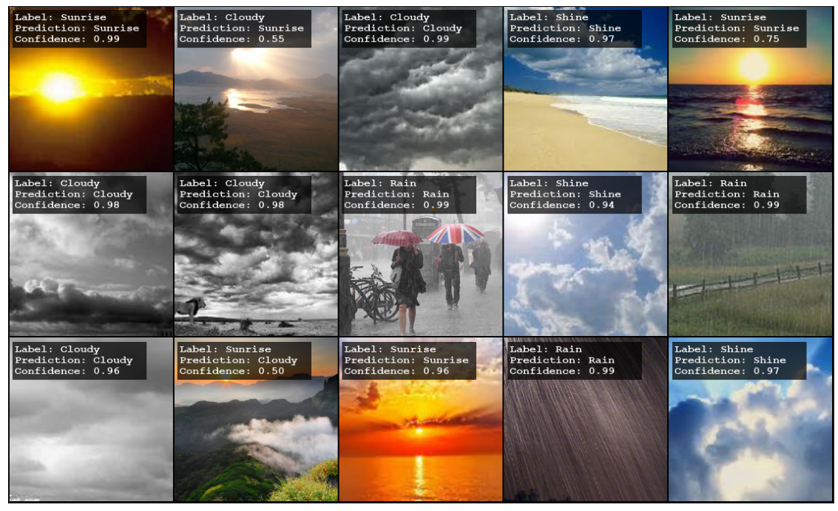 Label: Sunrise
Prediction: Sunrise
Confidence: 0.99
Label: Cloudy
Prediction: Sunrise
Confidence: 0.55
Label: Cloudy
Prediction: Cloudy
Confidence: 0.99
Label: Shine
Prediction: Shine
Confidence: 0.97
Label: Sunrise
Prediction: Sunrise
Confidence: 0.75
Label: Cloudy
Prediction: Cloudy
Confidence: 0.98
Label: Cloudy
Prediction: Cloudy
Confidence: 0.98
Label: Rain
Prediction: Rain
Confidence: 0.99
Label: Shine
Prediction: Shine
Confidence: 0.94
Label: Rain
Prediction: Rain
Confidence: 0.99
Label: Cloudy
Prediction: Cloudy
Confidence: 0.96
Label: Sunrise
Prediction: Cloudy
Confidence: 0.50
Label: Sunrise
Prediction: Sunrise
Confidence: 0.96
Label: Rain
Prediction: Rain
Confidence: 0.99
Label: Shine
Prediction: Shine
Confidence: 0.97